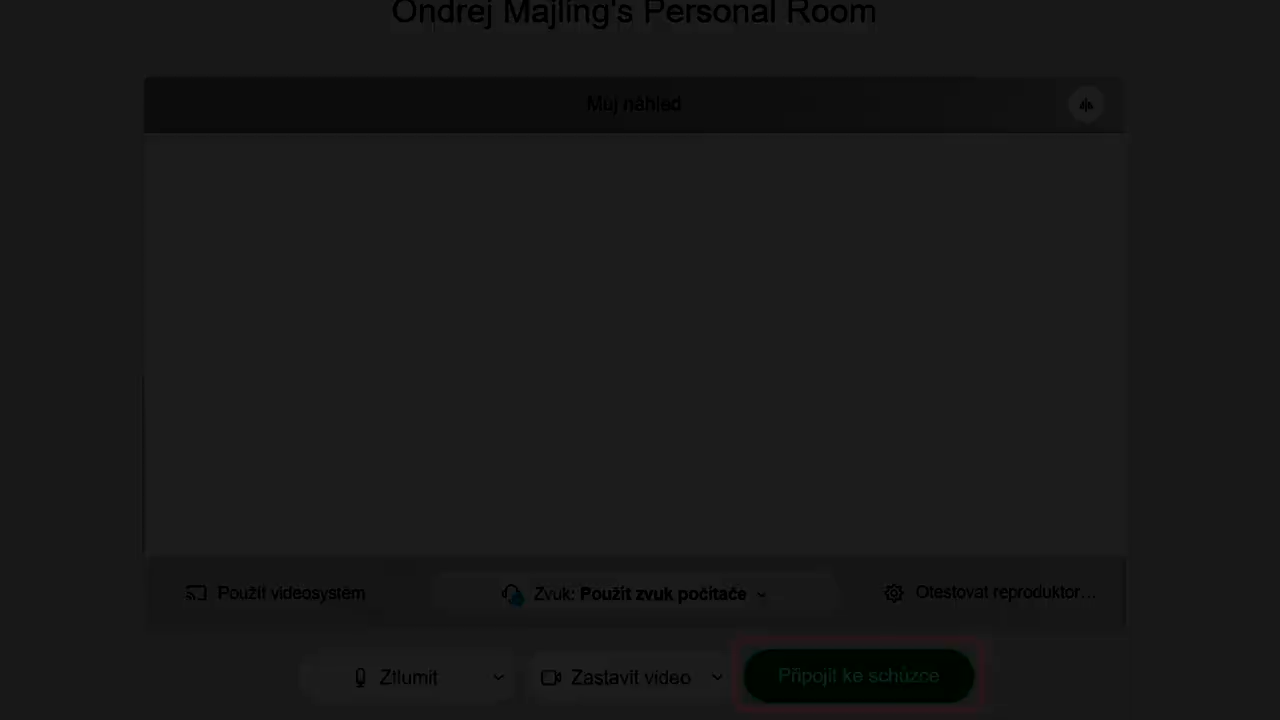 Ondrej Majling's Personal Room
Můj náhled
Použít videosystém
Zvuk: Použít zvuk počítače
Otestovat reproduktor...
Ztlumit
Zastavit video
Připojit ke schůzce